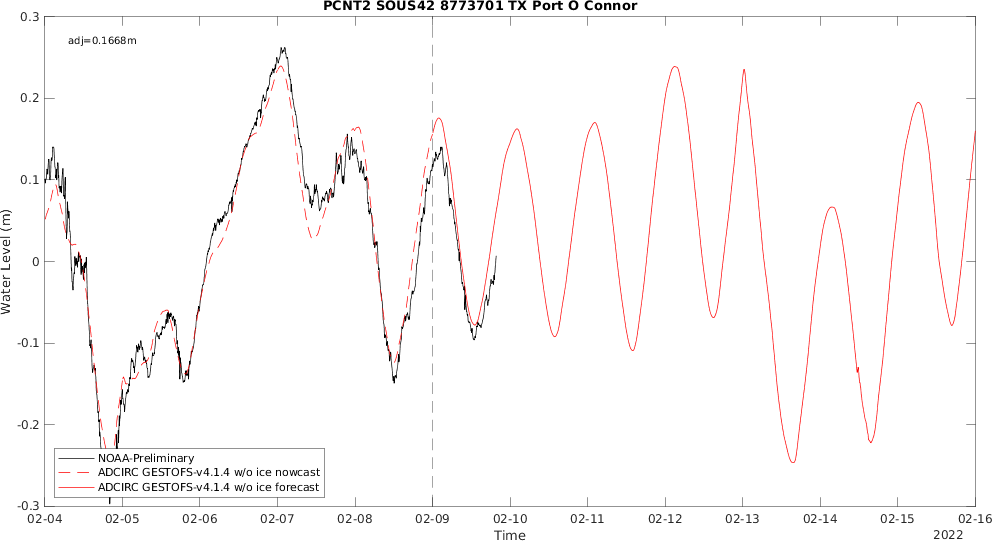 PCNT2 SOUS42 8773701 TX Port O Connor
adj=0.1668m
0.3
0.2
0.1
0
-0.1
-0.2
-0.3
Water Level (m)
NOAA-Preliminary
ADCIRC GESTOFS-v4.1.4 w/o ice nowcast
ADCIRC GESTOFS-v4.1.4 w/o ice forecast
02-04 02-05 02-06 02-07 02-08 02-09 02-10 02-11 02-12 02-13 02-14 02-15 02-16
Time
2022